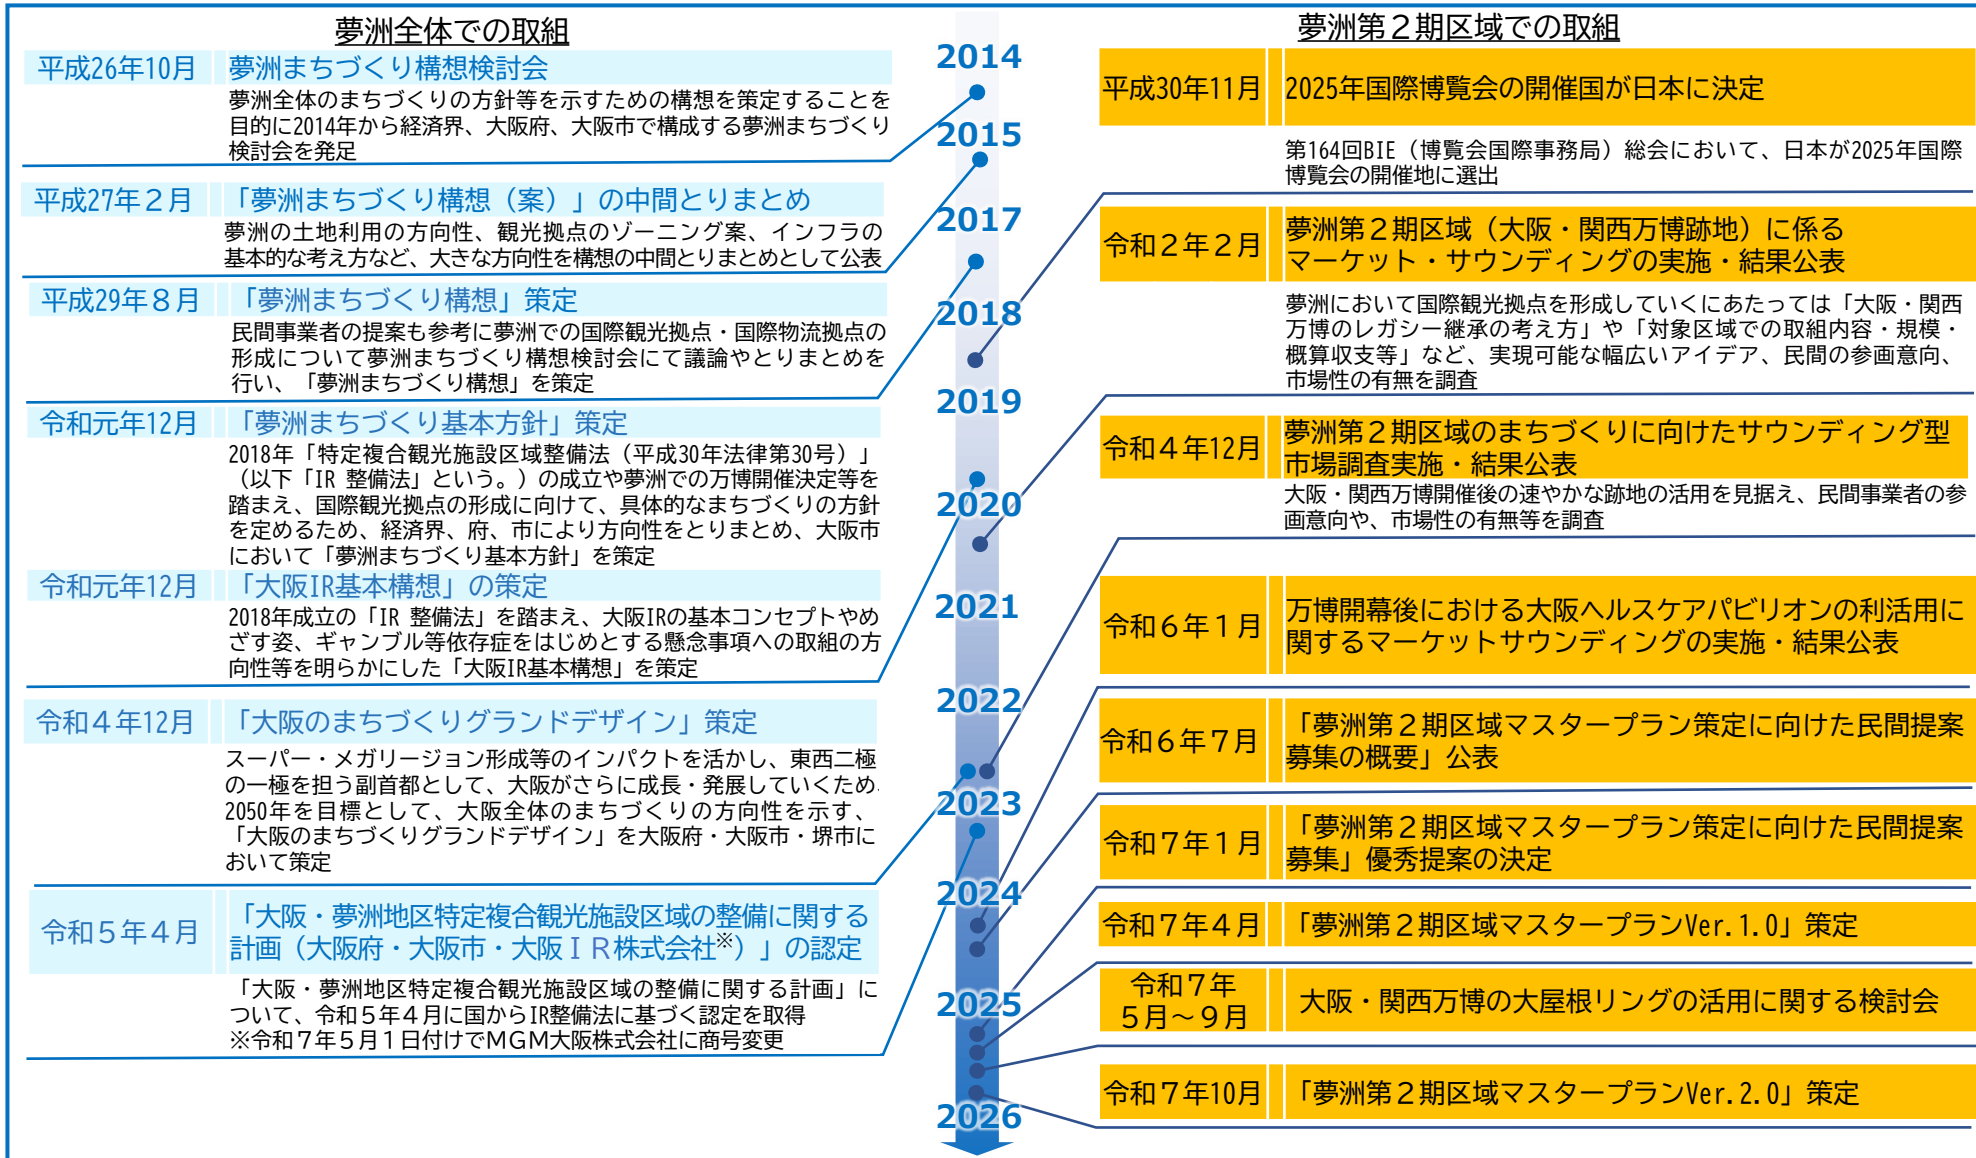 夢洲全体での取組
平成26年10月
夢洲まちづくり構想検討会
夢洲全体のまちづくりの方針等を示すための構想を策定することを
目的に2014年から経済界、大阪府、大阪市で構成する夢洲まちづくり
検討会を発足
平成27年２月
「夢洲まちづくり構想（案）」の中間とりまとめ
夢洲の土地利用の方向性、観光拠点のゾーニング案、インフラの
基本的な考え方など、大きな方向性を構想の中間とりまとめとして公表
平成29年８月
「夢洲まちづくり構想」策定
民間事業者の提案も参考に夢洲での国際観光拠点・国際物流拠点の
形成について夢洲まちづくり構想検討会にて議論やとりまとめを
行い、「夢洲まちづくり構想」を策定
令和元年12月
「夢洲まちづくり基本方針」策定
2018年「特定複合観光施設区域整備法（平成30年法律第30号）」
（以下「IR 整備法」という。）の成立や夢洲での万博開催決定等を
踏まえ、国際観光拠点の形成に向けて、具体的なまちづくりの方針
を定めるため、経済界、府、市により方向性をとりまとめ、大阪市
において「夢洲まちづくり基本方針」を策定
令和元年12月
「大阪IR基本構想」の策定
2018年成立の「IR 整備法」を踏まえ、大阪IRの基本コンセプトやめ
ざす姿、ギャンブル等依存症をはじめとする懸念事項への取組の方
向性等を明らかにした「大阪IR基本構想」を策定
令和４年12月
「大阪のまちづくりグランドデザイン」策定
スーパー・メガリージョン形成等のインパクトを活かし、東西二極
の一極を担う副首都として、大阪がさらに成長・発展していくため、
2050年を目標として、大阪全体のまちづくりの方向性を示す、
「大阪のまちづくりグランドデザイン」を大阪府・大阪市・堺市に
おいて策定
令和５年４月
「大阪・夢洲地区特定複合観光施設区域の整備に関する
計画（大阪府・大阪市・大阪ＩＲ株式会社※）」の認定
「大阪・夢洲地区特定複合観光施設区域の整備に関する計画」に
ついて、令和５年４月に国からIR整備法に基づく認定を取得
※令和７年５月１日付けでＭＧＭ大阪株式会社に商号変更
2014
2015
2017
2018
2019
2020
2021
2022
2023
2024
2025
2026
夢洲第２期区域での取組
平成30年11月
2025年国際博覧会の開催国が日本に決定
第164回BIE（博覧会国際事務局）総会において、日本が2025年国際
博覧会の開催地に選出
令和２年２月
夢洲第２期区域（大阪・関西万博跡地）に係る
マーケット・サウンディングの実施・結果公表
夢洲において国際観光拠点を形成していくにあたっては「大阪・関西
万博のレガシー継承の考え方」や「対象区域での取組内容・規模・
概算収支等」など、実現可能な幅広いアイデア、民間の参画意向、
市場性の有無を調査
令和４年12月
夢洲第２期区域のまちづくりに向けたサウンディング型
市場調査実施・結果公表
大阪・関西万博開催後の速やかな跡地の活用を見据え、民間事業者の参
画意向や、市場性の有無等を調査
令和６年１月
万博開幕後における大阪ヘルスケアパビリオンの利活用に
関するマーケットサウンディングの実施・結果公表
令和６年７月
「夢洲第２期区域マスタープラン策定に向けた民間提案
募集の概要」公表
令和７年１月
「夢洲第２期区域マスタープラン策定に向けた民間提案
募集」優秀提案の決定
令和７年４月
「夢洲第２期区域マスタープランVer.1.0」策定
令和７年
５月～９月
大阪・関西万博の大屋根リングの活用に関する検討会
令和７年10月
「夢洲第２期区域マスタープランVer.2.0」策定